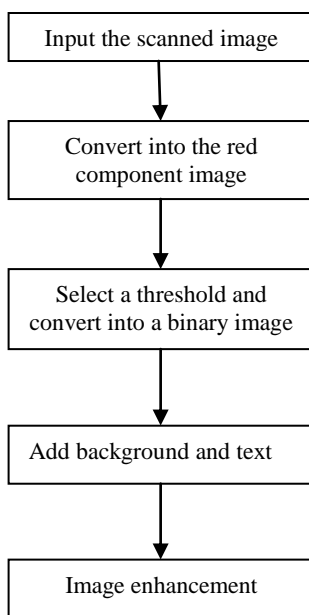 Input the scanned image
Convert into the red
component image
Select a threshold and
convert into a binary image
Add background and text
Image enhancement